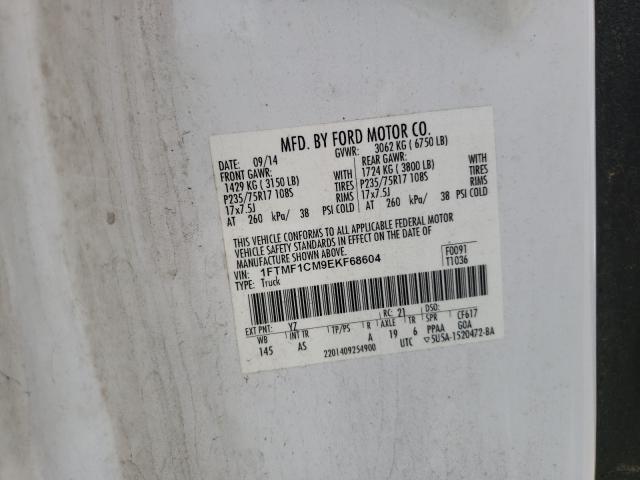 MFD. BY FORD MOTOR CO.
DATE: 09/14 GVWR: 3062 KG ( 6750 LB)
FRONT GAWR: REAR GAWR:
1429 KG ( 3150 LB) WITH 1724 KG ( 3800 LB) WITH
P235/75R17 108S TIRES P235/75R17 108S TIRES
17x7.5J RIMS 17x7.5J RIMS
AT 260 kPa/ 38 PSI COLD AT 260 kPa/ 38 PSI COLD
THIS VEHICLE CONFORMS TO ALL APPLICABLE FEDERAL MOTOR
VEHICLE SAFETY STANDARDS IN EFFECT ON THE DATE OF
MANUFACTURE SHOWN ABOVE.
VIN: 1FTMF1CM9EKF68604
TYPE: Truck
F0091
T1036
EXT PNT: YZ RC: 21 DSO: CF617
WB INT TR TP/PS R AXLE TR SPR GOA
145 AS A 19 6 PPAA
2201409254900 UTC 5U5A-1520472-BA